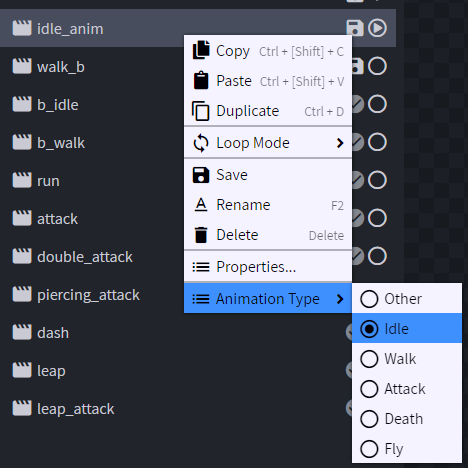 idle_anim
walk_b
b_idle
b_walk
run
attack
double_attack
piercing_attack
dash
leap
leap_attack
Copy Ctrl + [Shift] + C
Paste Ctrl + [Shift] + V
Duplicate Ctrl + D
Loop Mode
Save
Rename F2
Delete Delete
Properties...
Animation Type
Other
Idle
Walk
Attack
Death
Fly